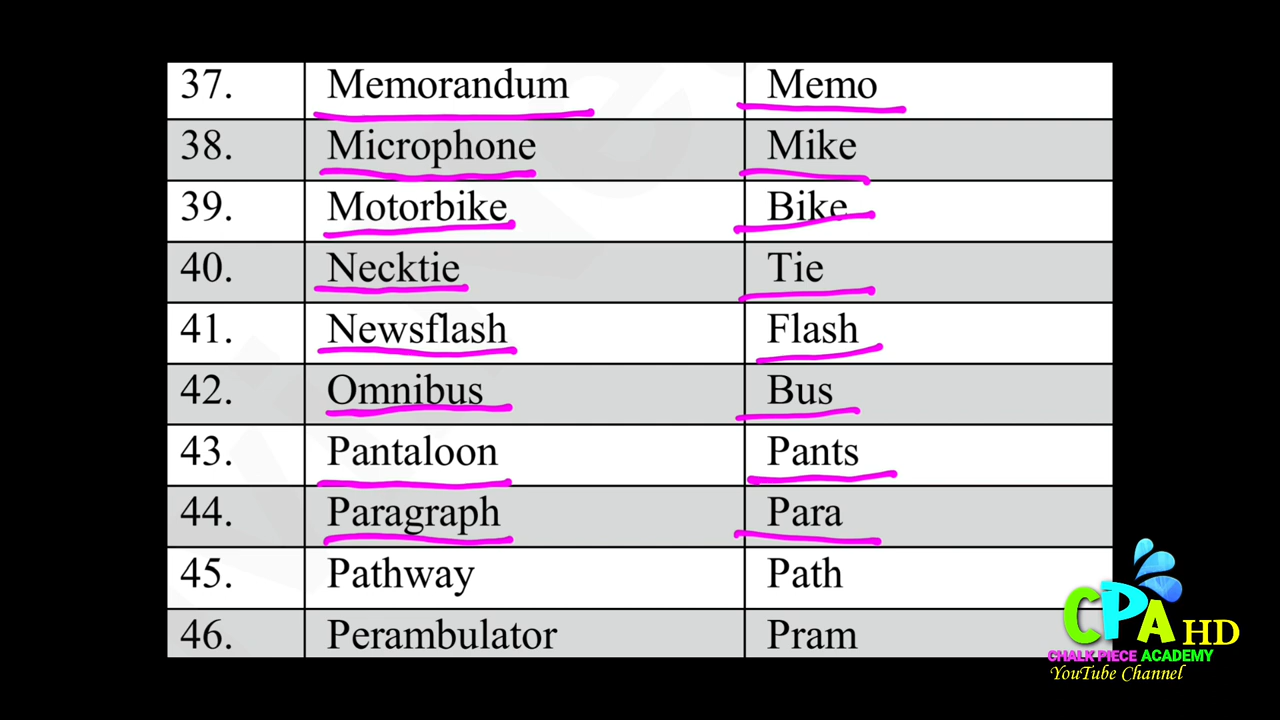 37. Memorandum Memo
38. Microphone Mike
39. Motorbike Bike
40. Necktie Tie
41. Newsflash Flash
42. Omnibus Bus
43. Pantaloon Pants
44. Paragraph Para
45. Pathway Path
46. Perambulator Pram
CPA HD
CHALK PIECE ACADEMY
YouTube Channel